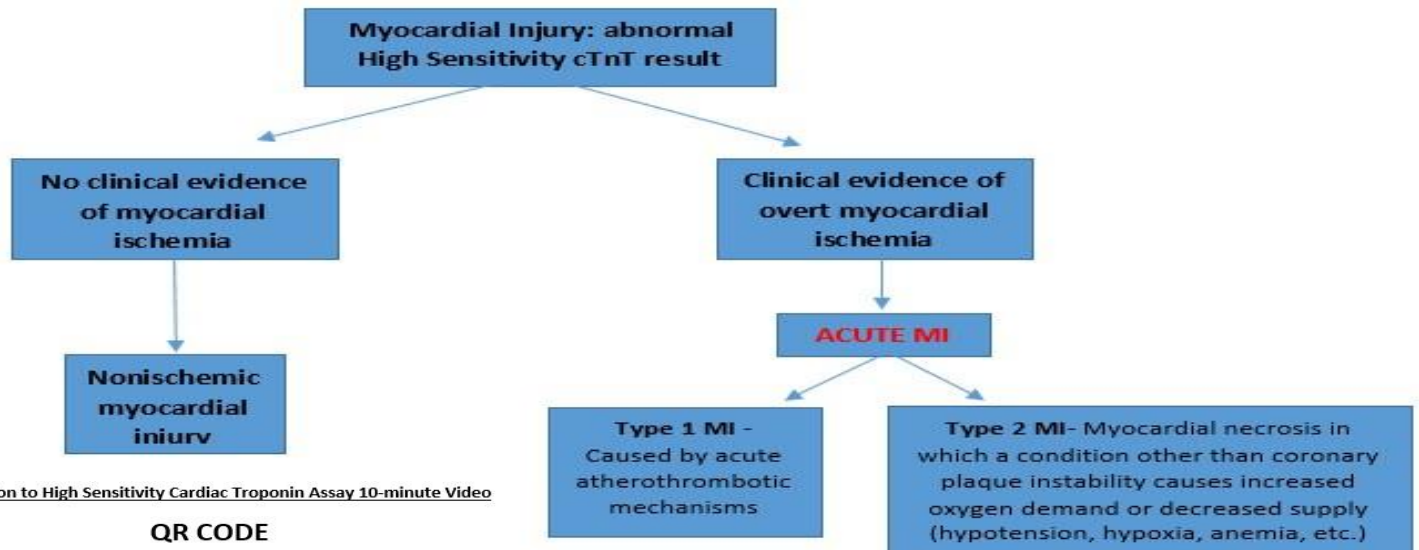 Myocardial Injury: abnormal
High Sensitivity cTnT result
No clinical evidence
of myocardial
ischemia
Clinical evidence of
overt myocardial
ischemia
ACUTE MI
Nonischemic
myocardial
injury
Type 1 MI -
Caused by acute
atherothrombotic
mechanisms
Type 2 MI- Myocardial necrosis in
which a condition other than coronary
plaque instability causes increased
oxygen demand or decreased supply
(hypotension, hypoxia, anemia, etc.)
on to High Sensitivity Cardiac Troponin Assay 10-minute Video
QR CODE